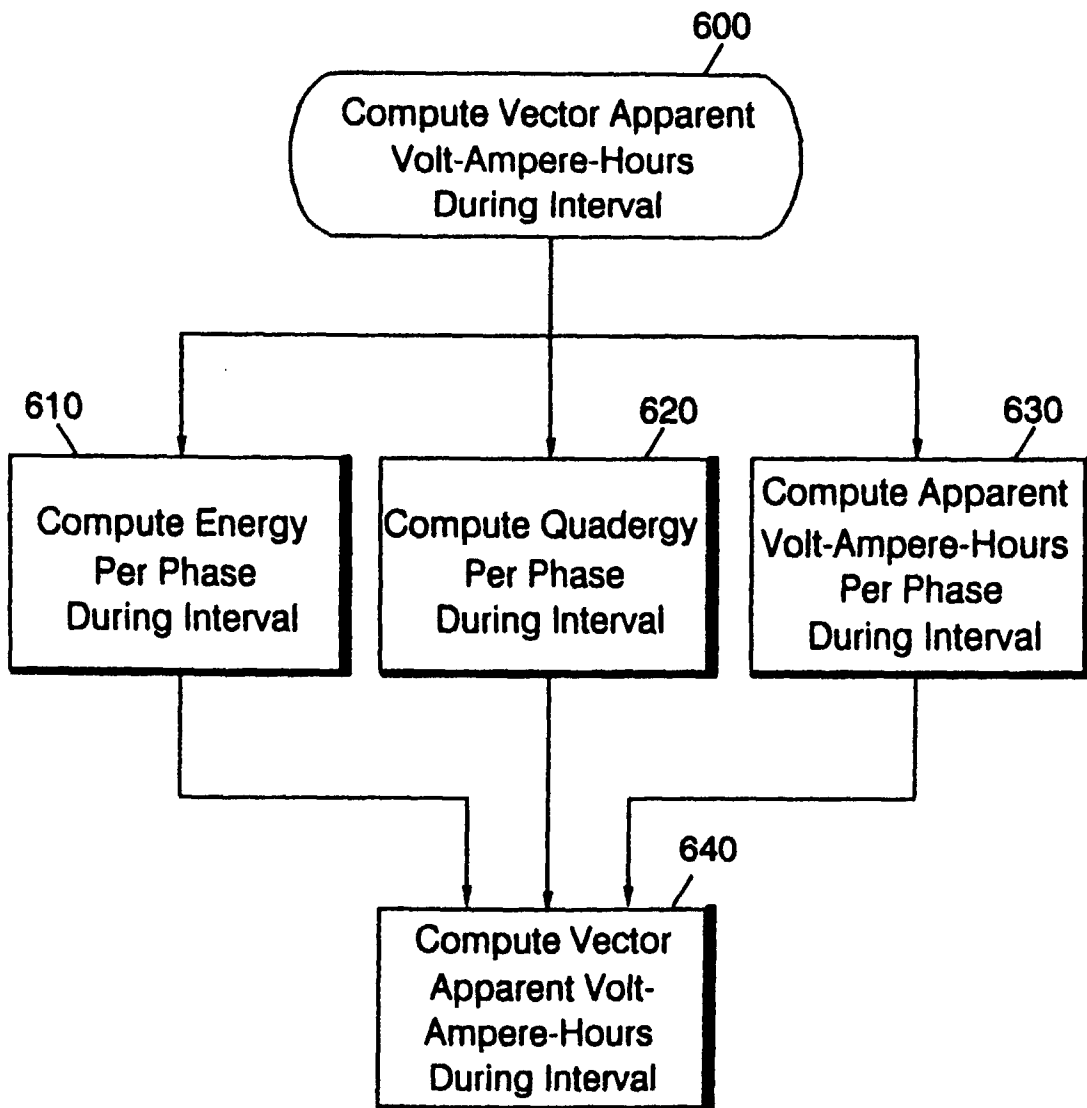 600
Compute Vector Apparent
Volt-Ampere-Hours
During Interval
610
Compute Energy
Per Phase
During Interval
620
Compute Quadergy
Per Phase
During Interval
630
Compute Apparent
Volt-Ampere-Hours
Per Phase
During Interval
640
Compute Vector
Apparent Volt-
Ampere-Hours
During Interval